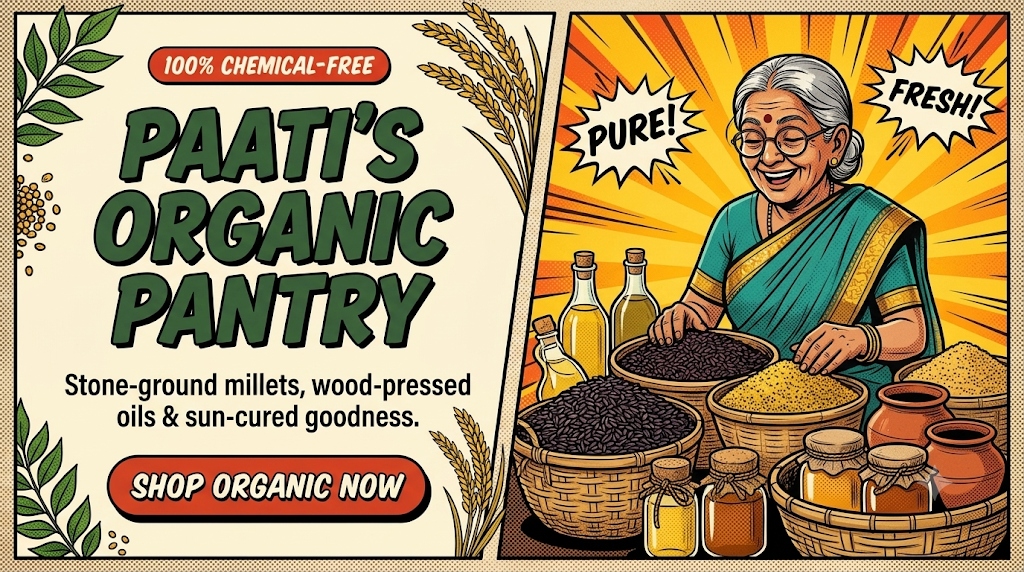 100% CHEMICAL-FREE
PAATI'S
ORGANIC
PANTRY
Stone-ground millets, wood-pressed
oils & sun-cured goodness.
SHOP ORGANIC NOW
PURE!
FRESH!